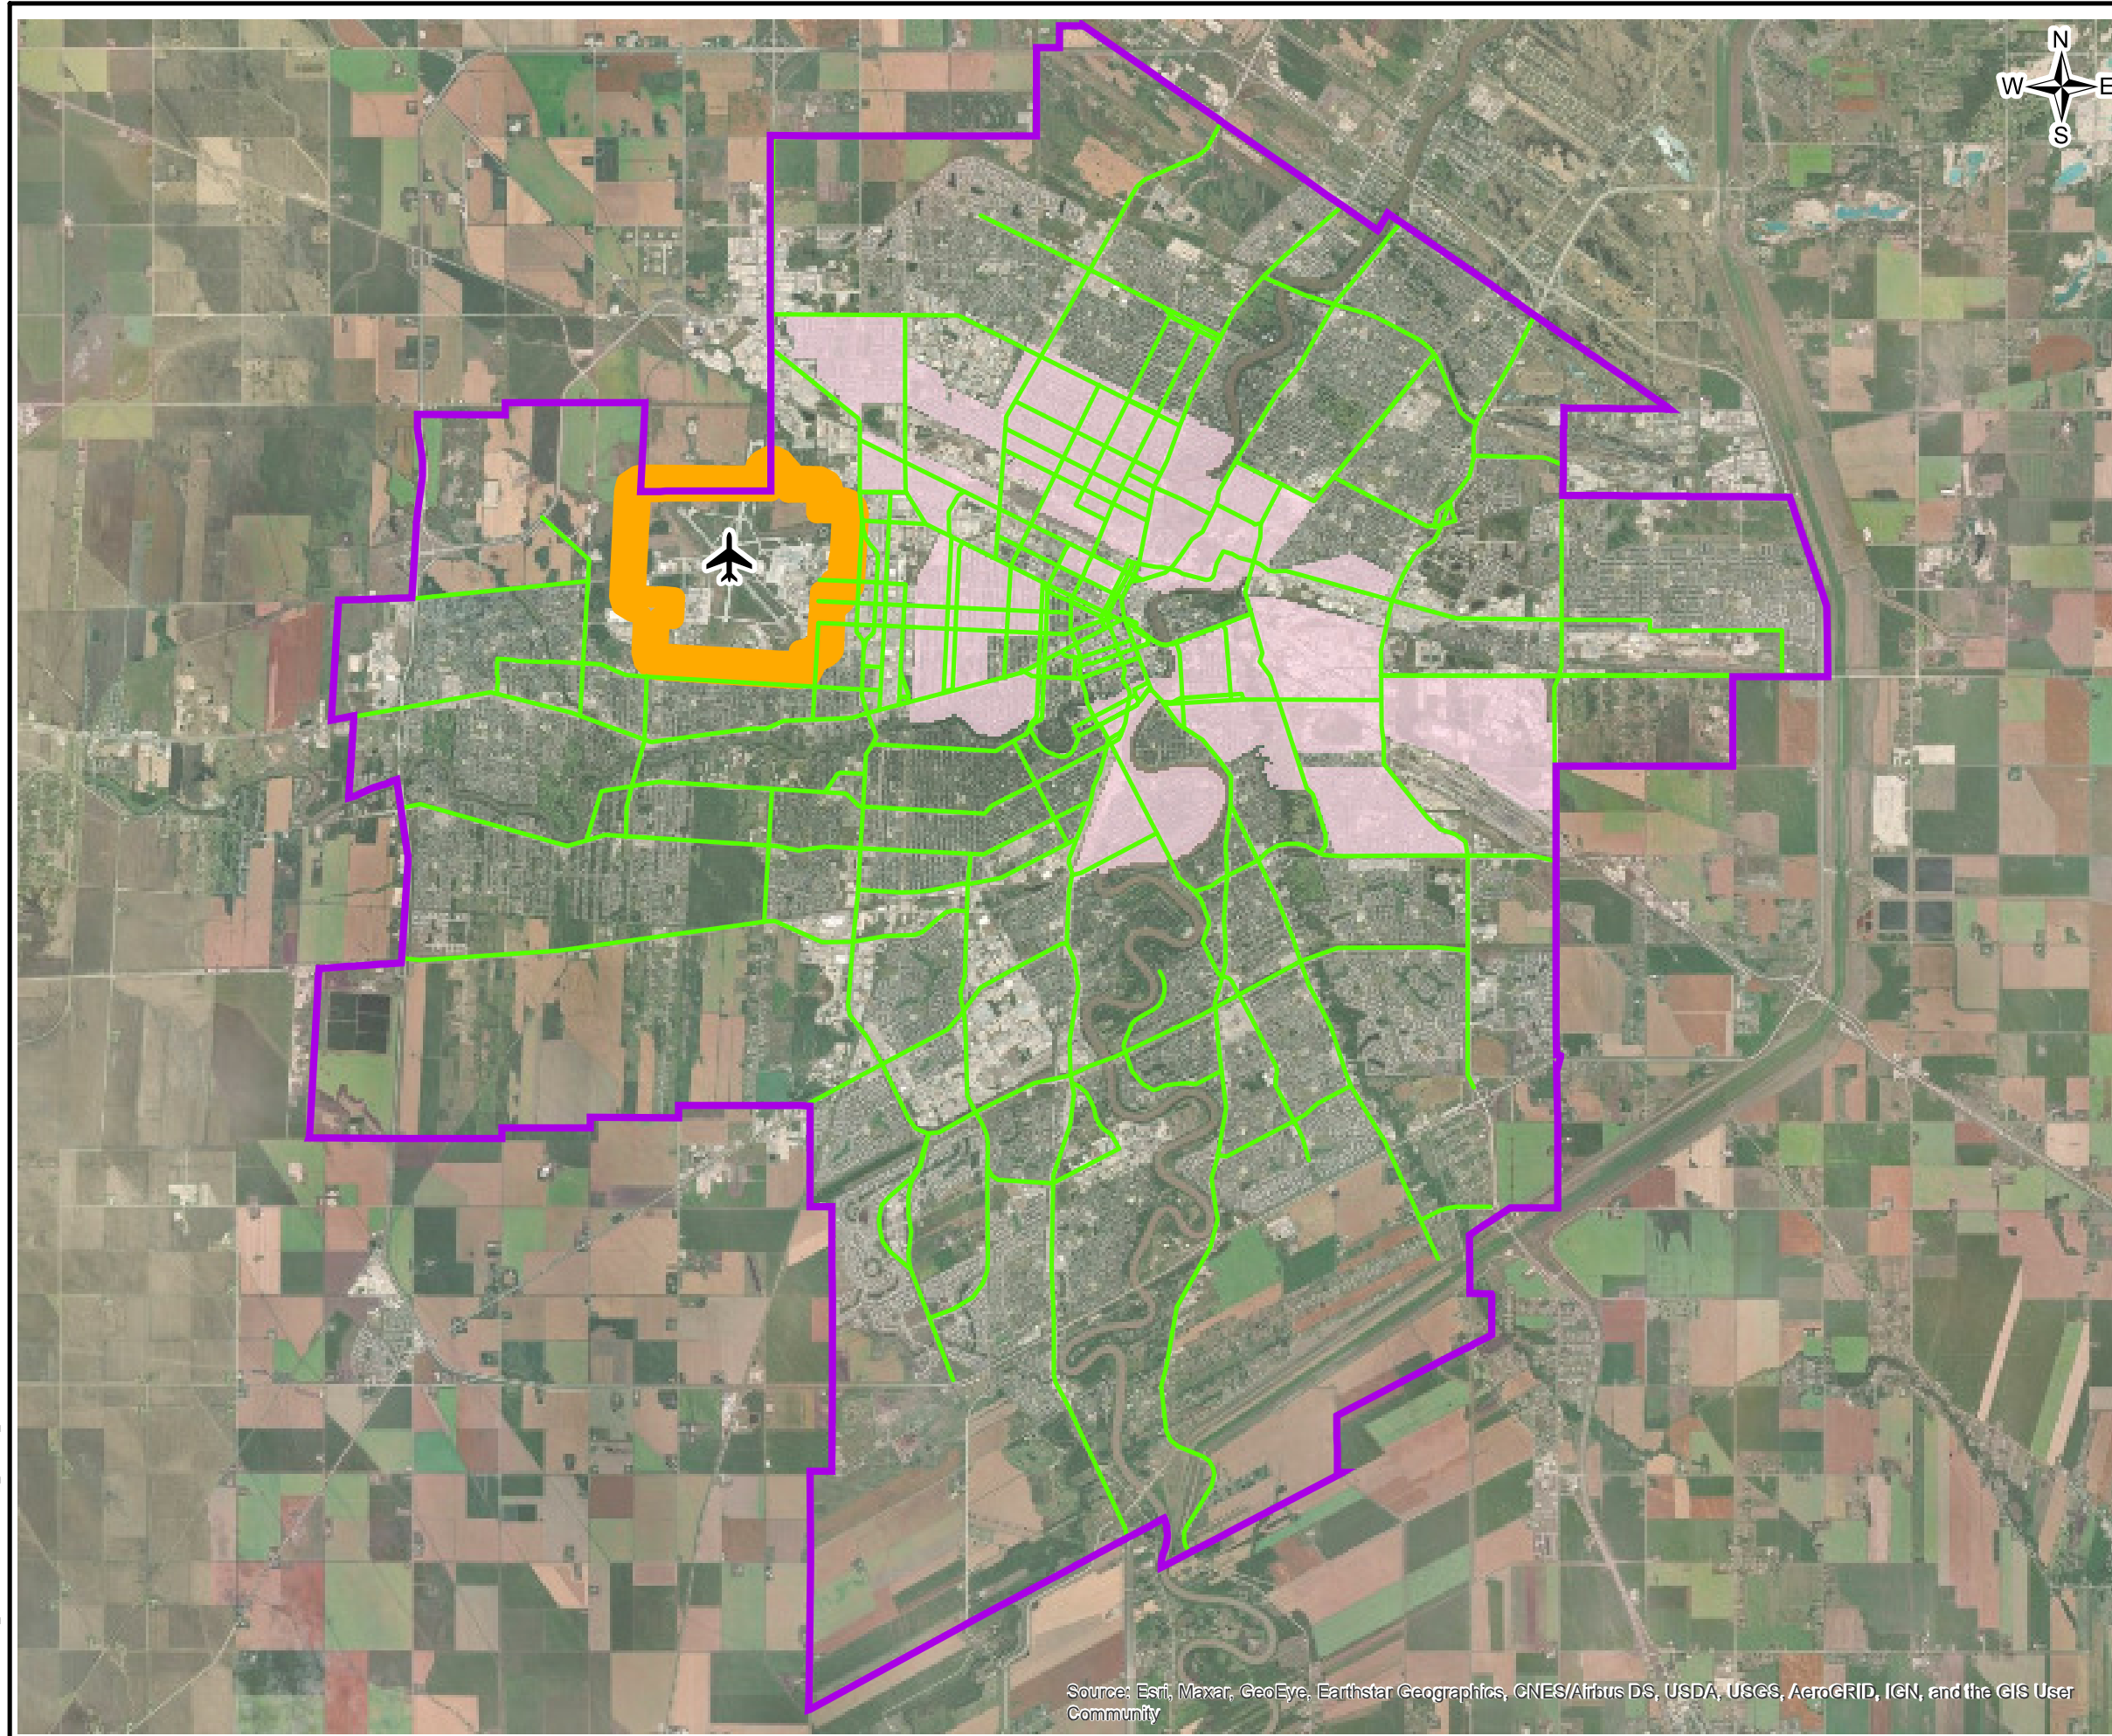 N
W E
S
Source: Esri, Maxar, GeoEye, Earthstar Geographics, CNES/Airbus DS, USDA, USGS, AeroGRID, IGN, and the GIS User
Community